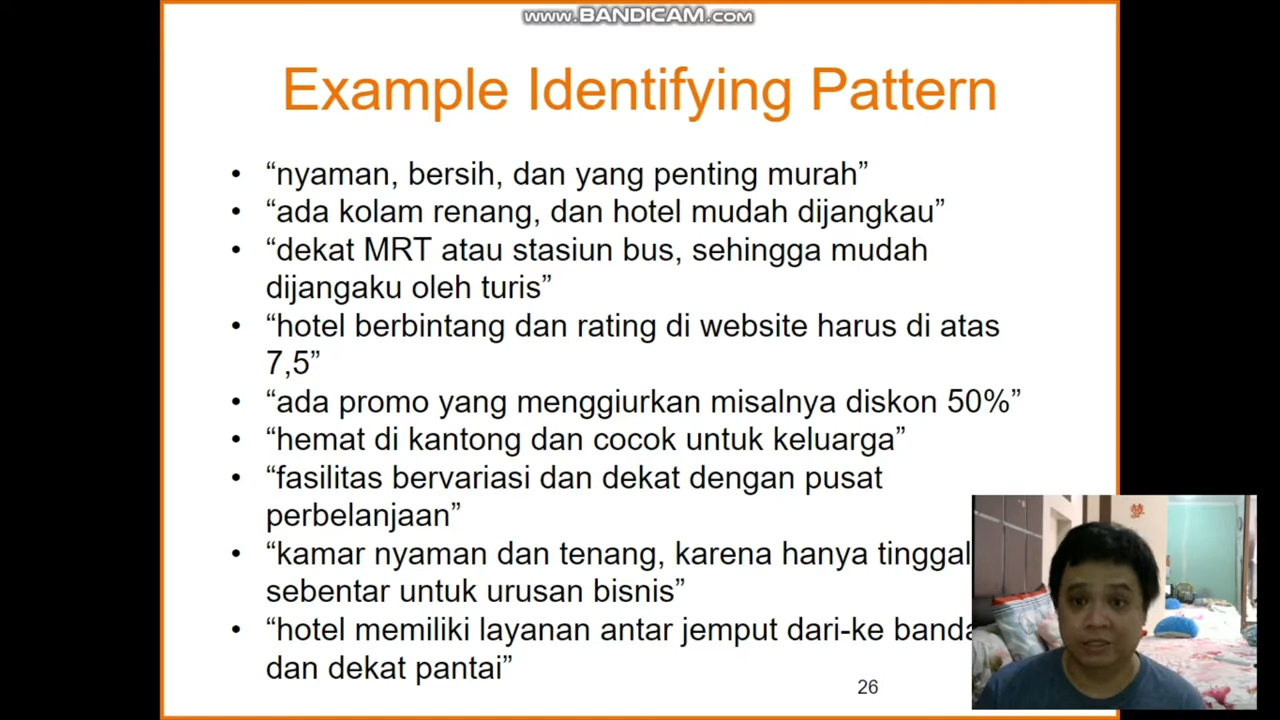 www.BANDICAM.com
Example Identifying Pattern
• “nyaman, bersih, dan yang penting murah”
• “ada kolam renang, dan hotel mudah dijangkau”
• “dekat MRT atau stasiun bus, sehingga mudah
dijangaku oleh turis”
• “hotel berbintang dan rating di website harus di atas
7,5”
• “ada promo yang menggiurkan misalnya diskon 50%”
• “hemat di kantong dan cocok untuk keluarga”
• “fasilitas bervariasi dan dekat dengan pusat
perbelanjaan”
• “kamar nyaman dan tenang, karena hanya tinggal
sebentar untuk urusan bisnis”
• “hotel memiliki layanan antar jemput dari-ke banda
dan dekat pantai”
26